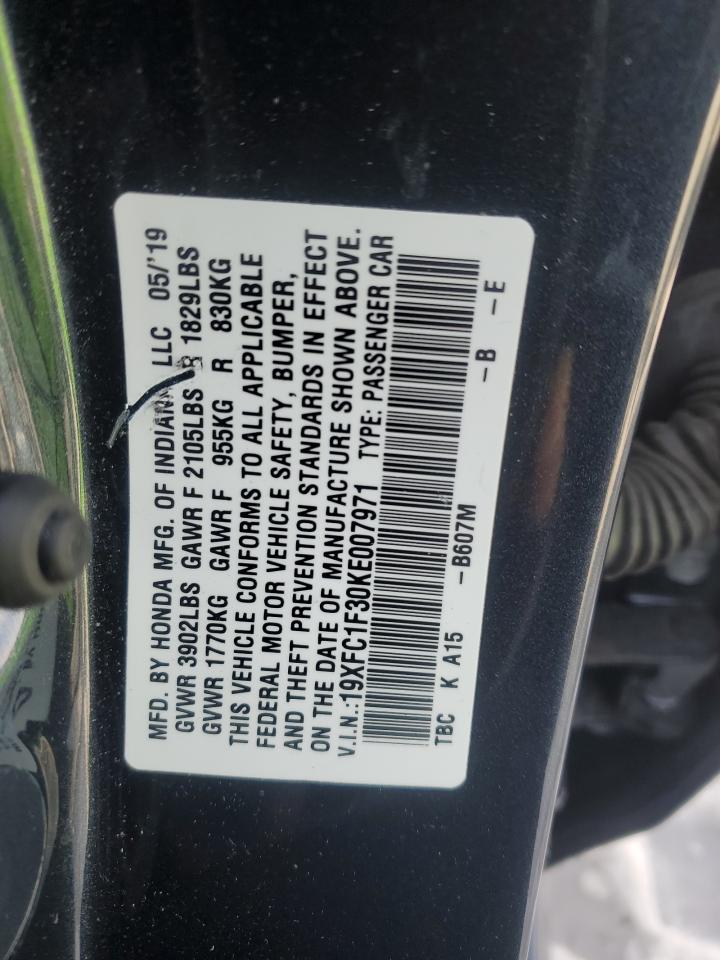 MFD. BY HONDA MFG. OF INDIANA LLC 05/'19
GVWR 3902LBS GAWR F 2105LBS R 1829LBS
GVWR 1770KG GAWR F 955KG R 830KG
THIS VEHICLE CONFORMS TO ALL APPLICABLE
FEDERAL MOTOR VEHICLE SAFETY, BUMPER,
AND THEFT PREVENTION STANDARDS IN EFFECT
ON THE DATE OF MANUFACTURE SHOWN ABOVE.
V.I.N.:19XFC1F30KE007971 TYPE: PASSENGER CAR
TBC K A15 -B607M -B -E